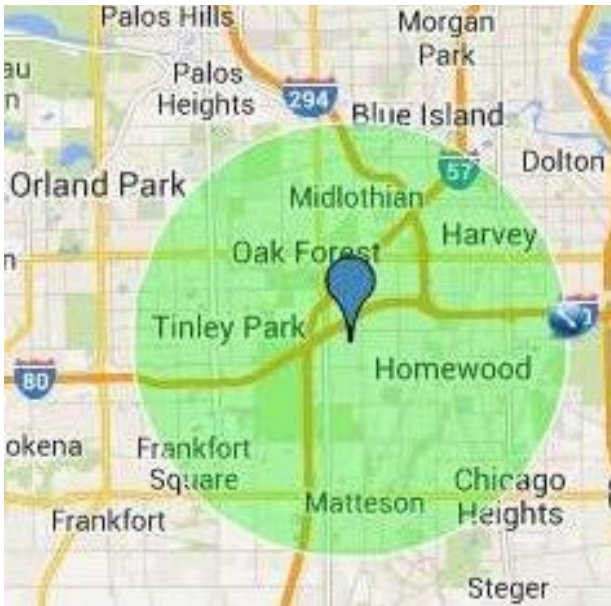 Palos Hills
Morgan
Park
Palos
Heights
294
Blue Island
57
Dolton
Orland Park
Midlothian
Harvey
Oak Forest
Tinley Park
Homewood
80
okena
Frankfort
Square
Chicago
Heights
Matteson
Frankfort
Steger